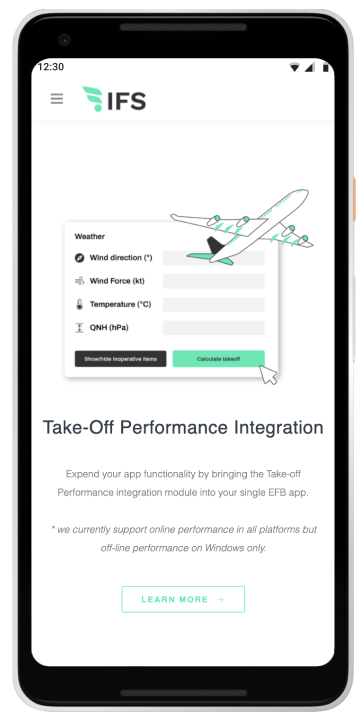 12:30
IFS
Weather
Wind direction (°)
Wind Force (kt)
Temperature (°C)
QNH (hPa)
Show/hide inoperative items
Calculate takeoff
Take-Off Performance Integration
Expend your app functionality by bringing the Take-off
Performance integration module into your single EFB app.
* we currently support online performance in all platforms but
off-line performance on Windows only.
LEARN MORE →